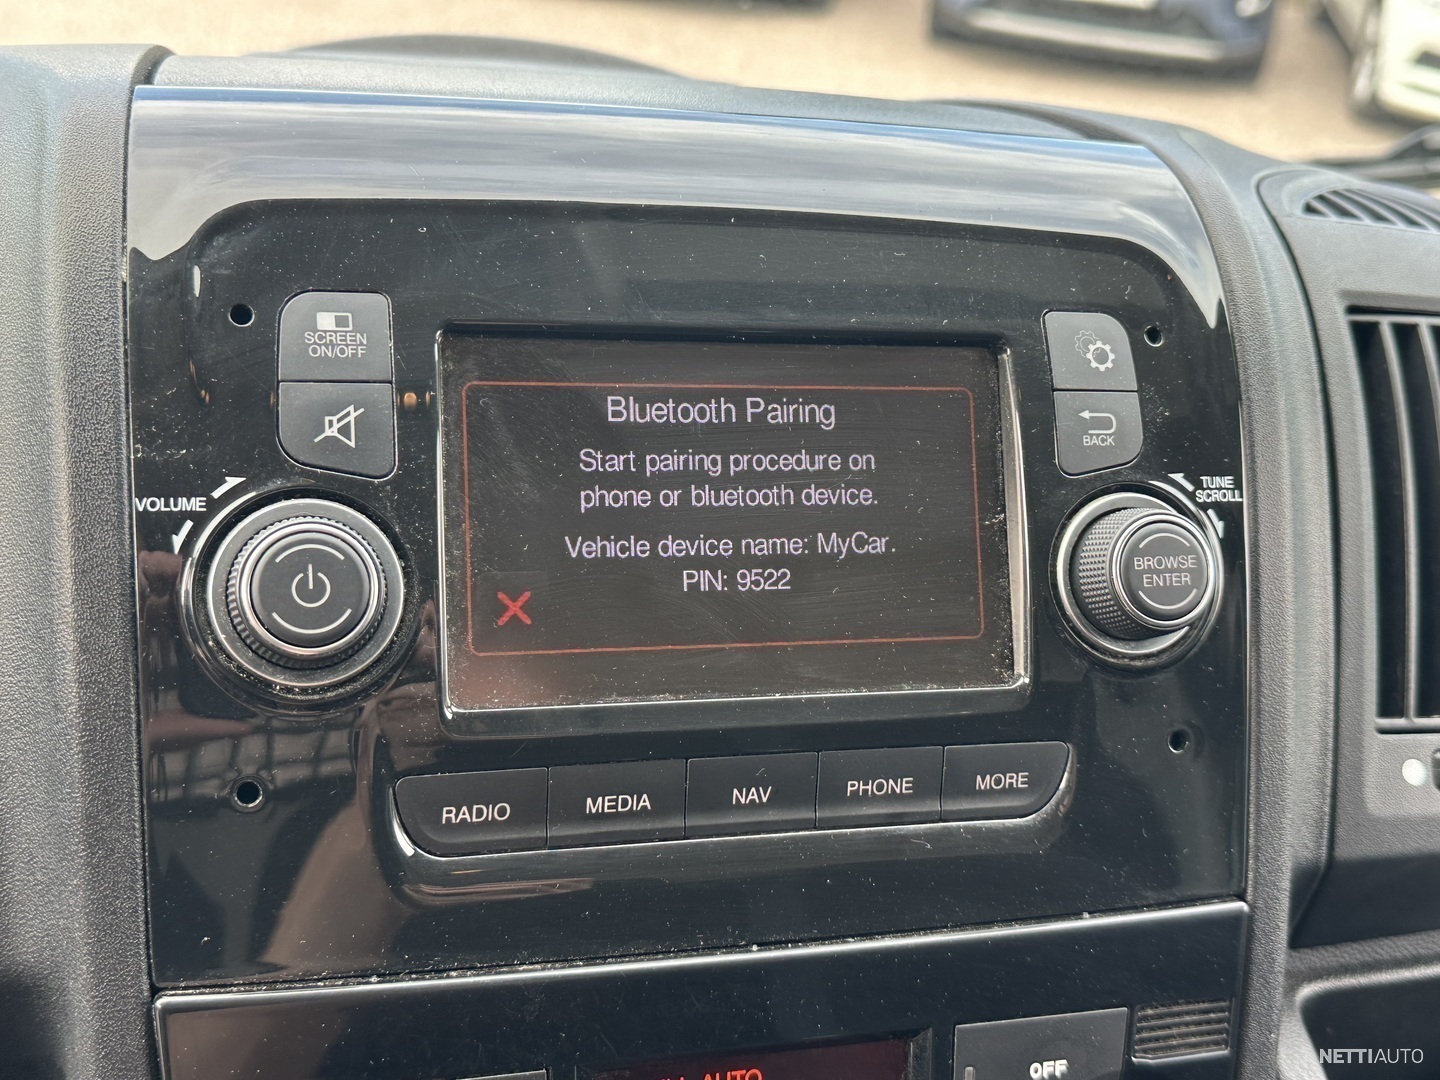 SCREEN
ON/OFF
VOLUME
Bluetooth Pairing
Start pairing procedure on
phone or bluetooth device.
Vehicle device name: MyCar.
PIN: 9522
BACK
TUNE
SCROLL
BROWSE
ENTER
RADIO
MEDIA
NAV
PHONE
MORE
AUTO
OFF
NETTIAUTO